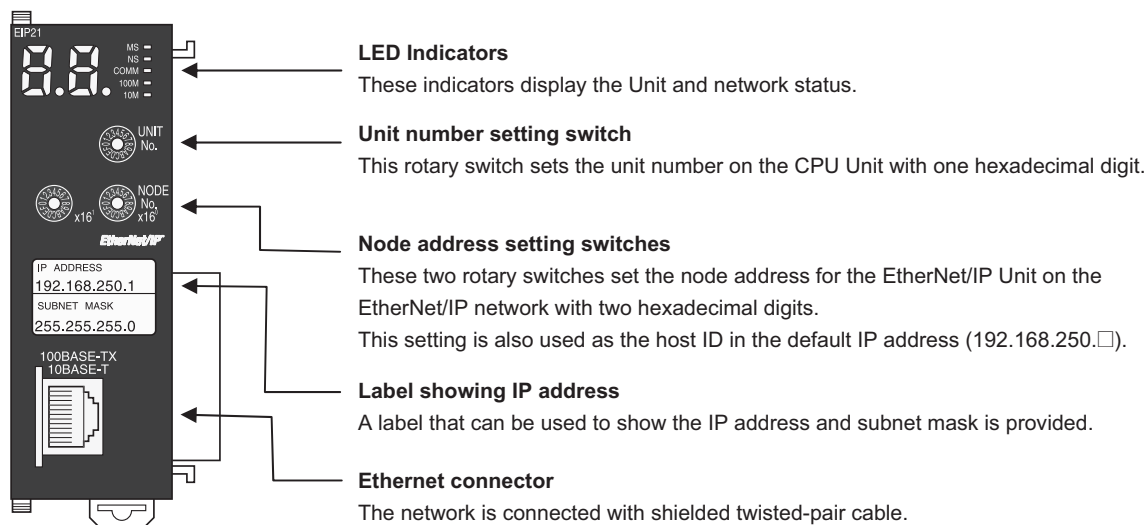 EIP21
8.8.
MS
NS
COMM
100M
10M
UNIT
No.
NODE
No.
x16¹
x16⁰
EtherNet/IP
IP ADDRESS
192.168.250.1
SUBNET MASK
255.255.255.0
100BASE-TX
10BASE-T
LED Indicators
These indicators display the Unit and network status.
Unit number setting switch
This rotary switch sets the unit number on the CPU Unit with one hexadecimal digit.
Node address setting switches
These two rotary switches set the node address for the EtherNet/IP Unit on the
EtherNet/IP network with two hexadecimal digits.
This setting is also used as the host ID in the default IP address (192.168.250.□).
Label showing IP address
A label that can be used to show the IP address and subnet mask is provided.
Ethernet connector
The network is connected with shielded twisted-pair cable.